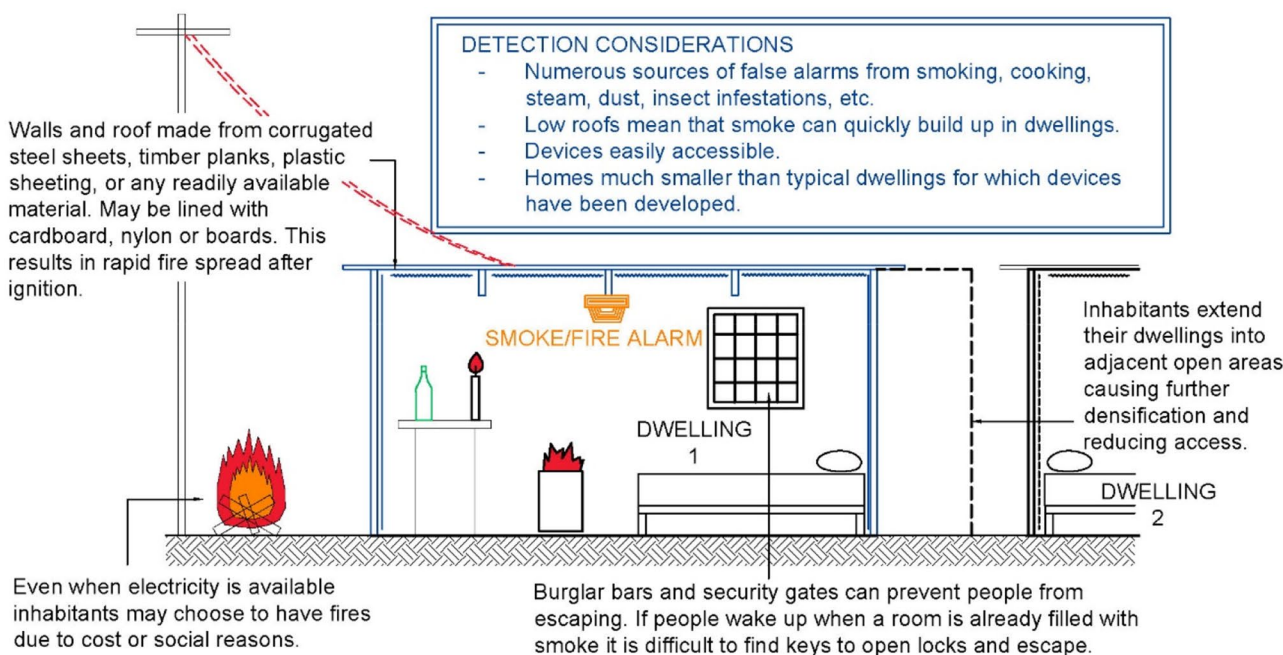 DETECTION CONSIDERATIONS
- Numerous sources of false alarms from smoking, cooking,
steam, dust, insect infestations, etc.
- Low roofs mean that smoke can quickly build up in dwellings.
- Devices easily accessible.
- Homes much smaller than typical dwellings for which devices
have been developed.
Walls and roof made from corrugated
steel sheets, timber planks, plastic
sheeting, or any readily available
material. May be lined with
cardboard, nylon or boards. This
results in rapid fire spread after
ignition.
SMOKE/FIRE ALARM
DWELLING
1
Inhabitants extend
their dwellings into
adjacent open areas
causing further
densification and
reducing access.
DWELLING
2
Even when electricity is available
inhabitants may choose to have fires
due to cost or social reasons.
Burglar bars and security gates can prevent people from
escaping. If people wake up when a room is already filled with
smoke it is difficult to find keys to open locks and escape.